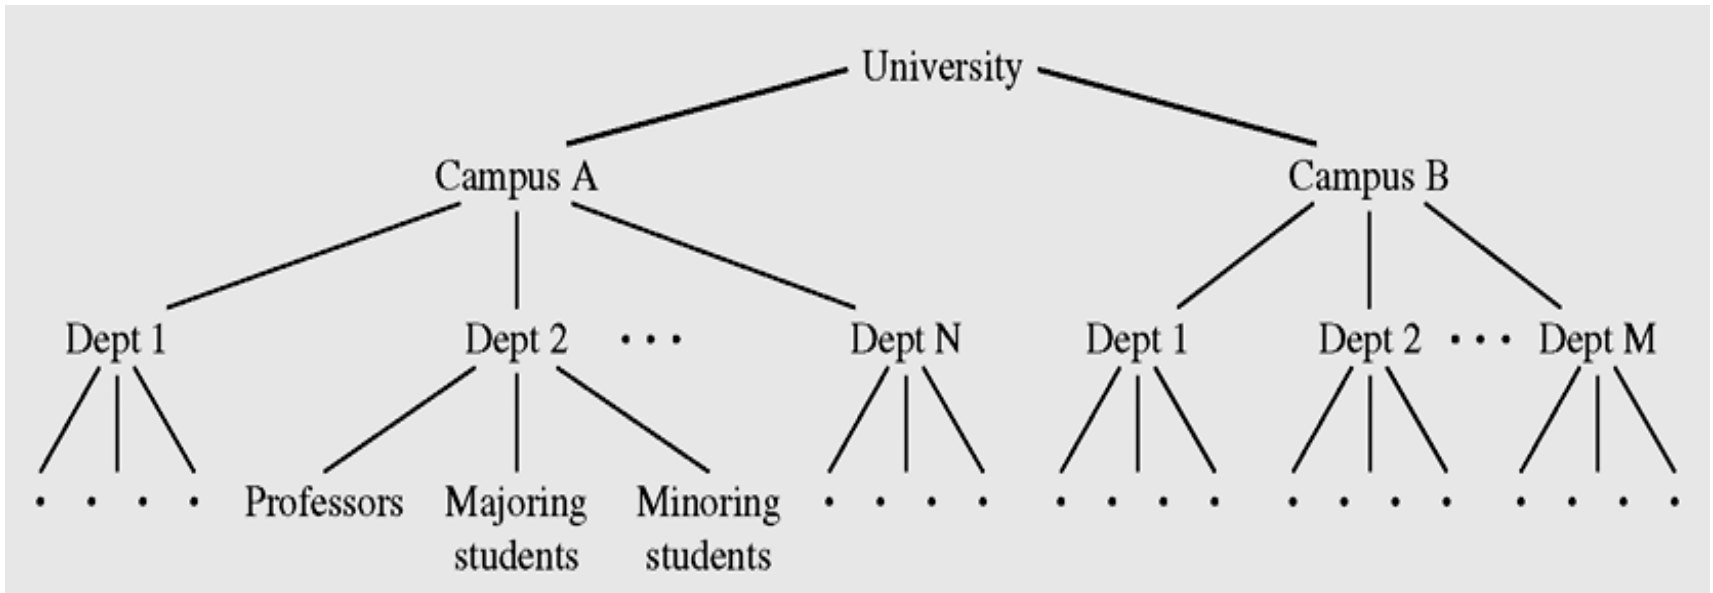 University
Campus A Campus B
Dept 1 Dept 2 ... Dept N Dept 1 Dept 2 ... Dept M
. . . . Professors Majoring Minoring . . . . . . . . . . . . . . . .
students students